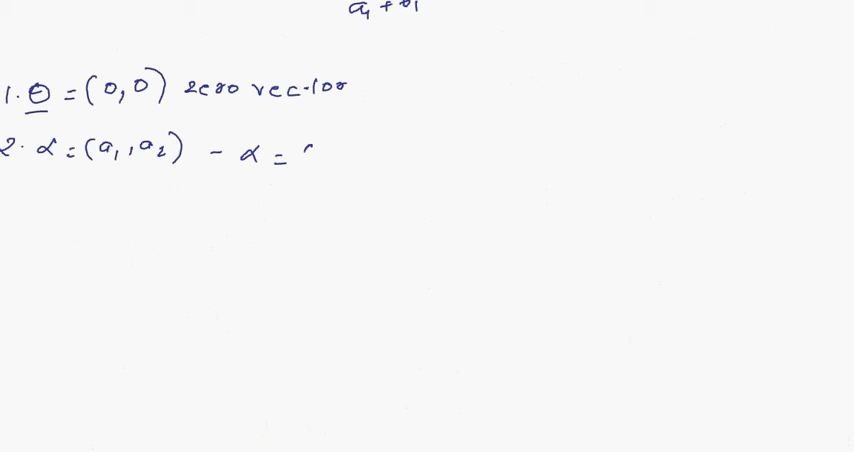 a₁ + b₁
1. θ = (0, 0) zero vector
2. α = (a₁, a₂) - α = (